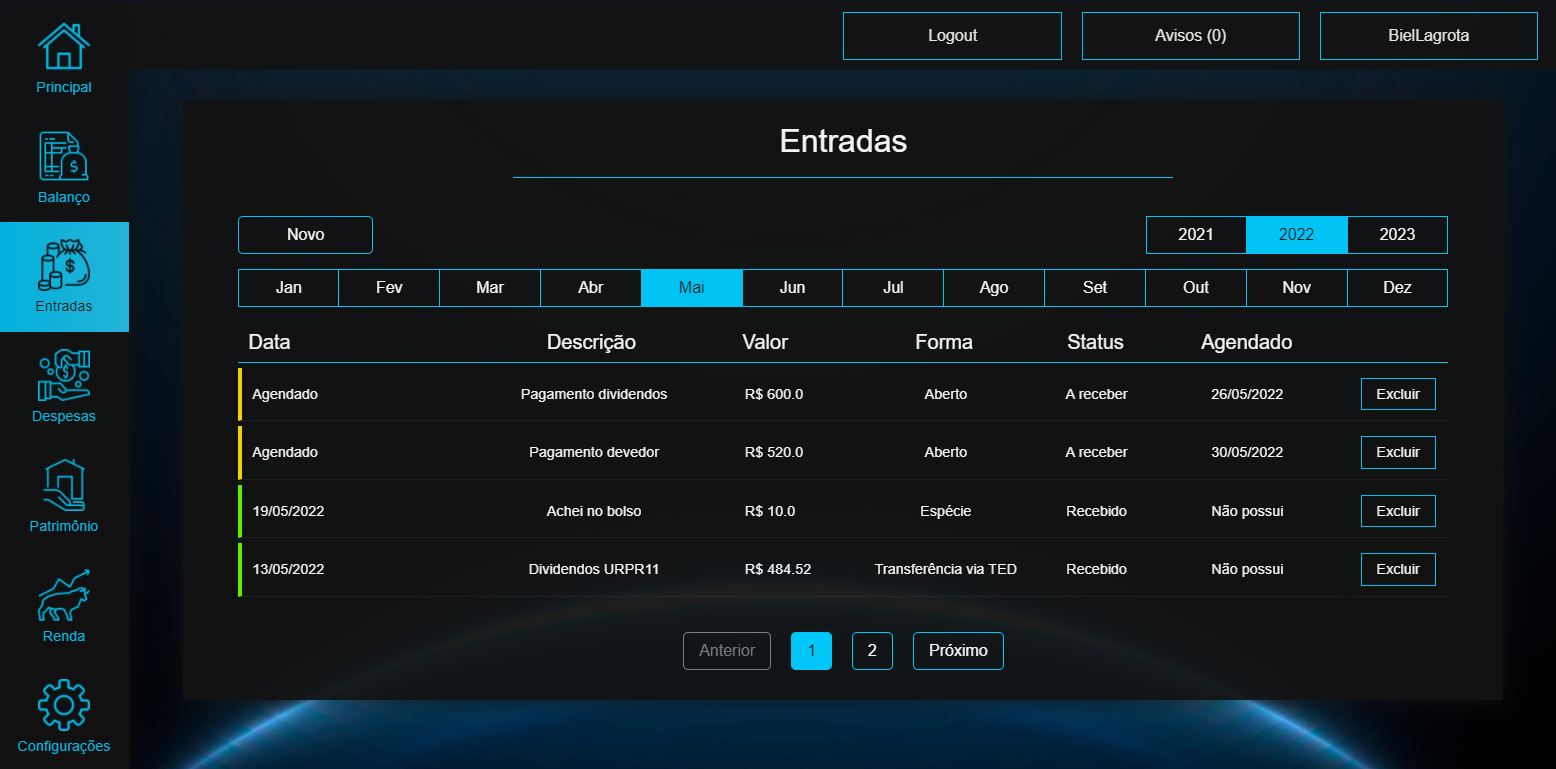 Logout Avisos (0) BielLagrota
Principal
Balanço
Entradas
Despesas
Patrimônio
Renda
Configurações
Entradas
Novo 2021 2022 2023
Jan Fev Mar Abr Mai Jun Jul Ago Set Out Nov Dez
Data Descrição Valor Forma Status Agendado
Agendado Pagamento dividendos R$ 600.0 Aberto A receber 26/05/2022 Excluir
Agendado Pagamento devedor R$ 520.0 Aberto A receber 30/05/2022 Excluir
19/05/2022 Achei no bolso R$ 10.0 Espécie Recebido Não possui Excluir
13/05/2022 Dividendos URPR11 R$ 484.52 Transferência via TED Recebido Não possui Excluir
Anterior 1 2 Próximo